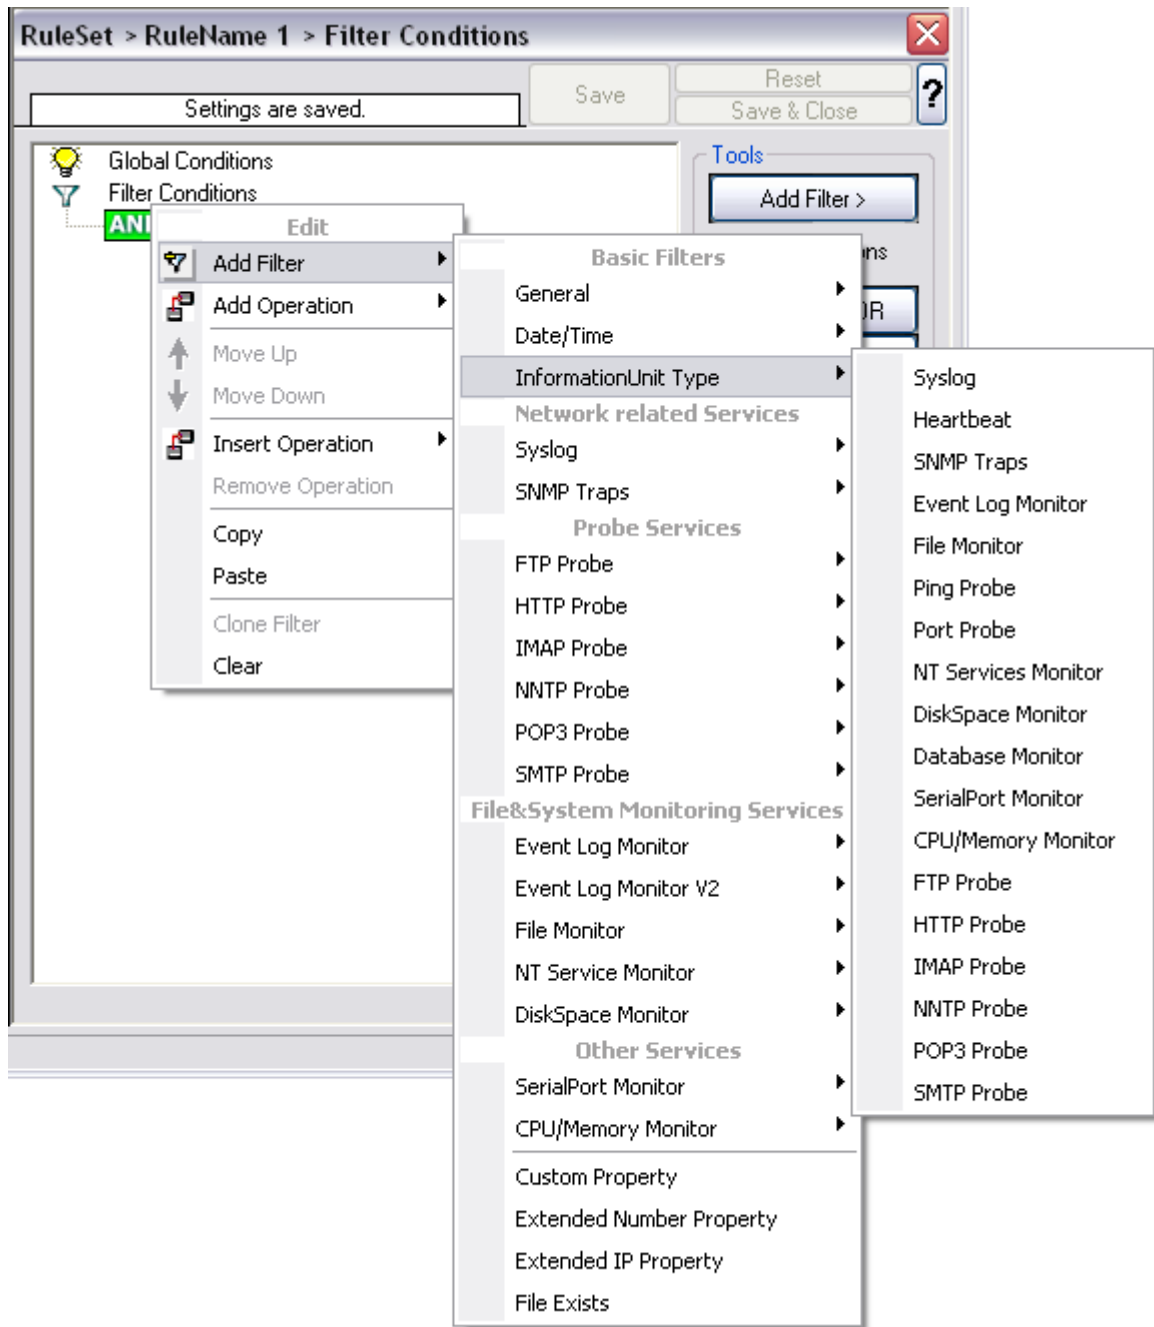 RuleSet > RuleName 1 > Filter Conditions
Settings are saved.
Save
Reset
Save & Close
?
Global Conditions
Filter Conditions
Tools
Add Filter >
Edit
Add Filter
Add Operation
Move Up
Move Down
Insert Operation
Remove Operation
Copy
Paste
Clone Filter
Clear
Basic Filters
General
Date/Time
InformationUnit Type
Network related Services
Syslog
SNMP Traps
Probe Services
FTP Probe
HTTP Probe
IMAP Probe
NNTP Probe
POP3 Probe
SMTP Probe
File&System Monitoring Services
Event Log Monitor
Event Log Monitor V2
File Monitor
NT Service Monitor
DiskSpace Monitor
Other Services
SerialPort Monitor
CPU/Memory Monitor
Custom Property
Extended Number Property
Extended IP Property
File Exists
Syslog
Heartbeat
SNMP Traps
Event Log Monitor
File Monitor
Ping Probe
Port Probe
NT Services Monitor
DiskSpace Monitor
Database Monitor
SerialPort Monitor
CPU/Memory Monitor
FTP Probe
HTTP Probe
IMAP Probe
NNTP Probe
POP3 Probe
SMTP Probe